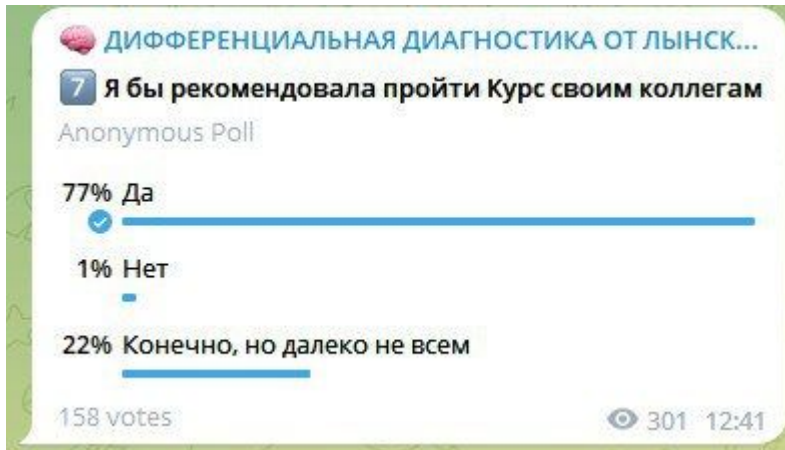 🧠 ДИФФЕРЕНЦИАЛЬНАЯ ДИАГНОСТИКА ОТ ЛЫНСК...
7️⃣ Я бы рекомендовала пройти Курс своим коллегам
Anonymous Poll
77% Да
1% Нет
22% Конечно, но далеко не всем
158 votes 301 12:41